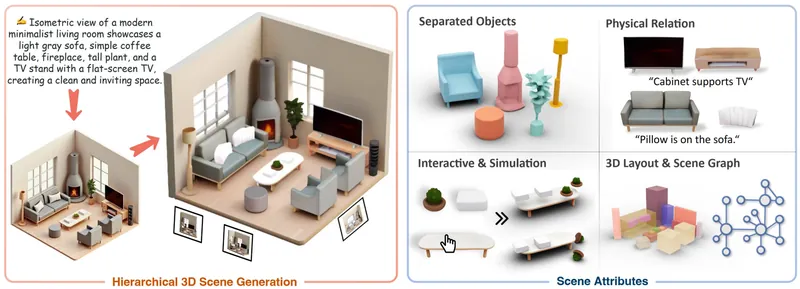 ✍ Isometric view of a modern
minimalist living room showcases a
light gray sofa, simple coffee
table, fireplace, tall plant, and a
TV stand with a flat-screen TV,
creating a clean and inviting space.
Hierarchical 3D Scene Generation
Separated Objects
Physical Relation
“Cabinet supports TV”
“Pillow is on the sofa.”
Interactive & Simulation
3D Layout & Scene Graph
Scene Attributes